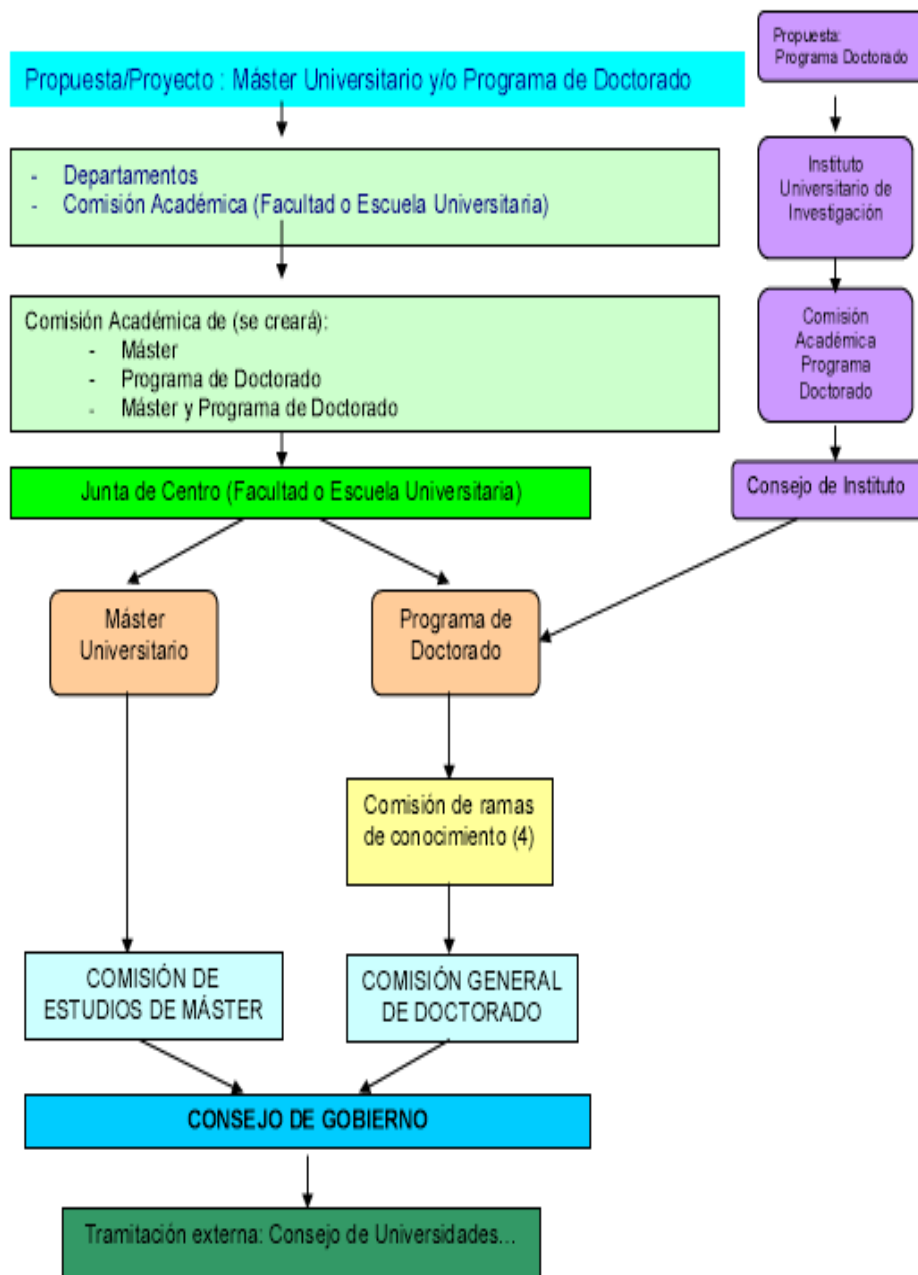 Propuesta/Proyecto : Máster Universitario y/o Programa de Doctorado
- Departamentos
- Comisión Académica (Facultad o Escuela Universitaria)
Comisión Académica de (se creará):
- Máster
- Programa de Doctorado
- Máster y Programa de Doctorado
Junta de Centro (Facultad o Escuela Universitaria)
Propuesta:
Programa Doctorado
Instituto
Universitario de
Investigación
Comisión
Académica
Programa
Doctorado
Consejo de Instituto
Máster
Universitario
Programa de
Doctorado
Comisión de ramas
de conocimiento (4)
COMISIÓN DE
ESTUDIOS DE MÁSTER
COMISIÓN GENERAL
DE DOCTORADO
CONSEJO DE GOBIERNO
Tramitación externa: Consejo de Universidades...